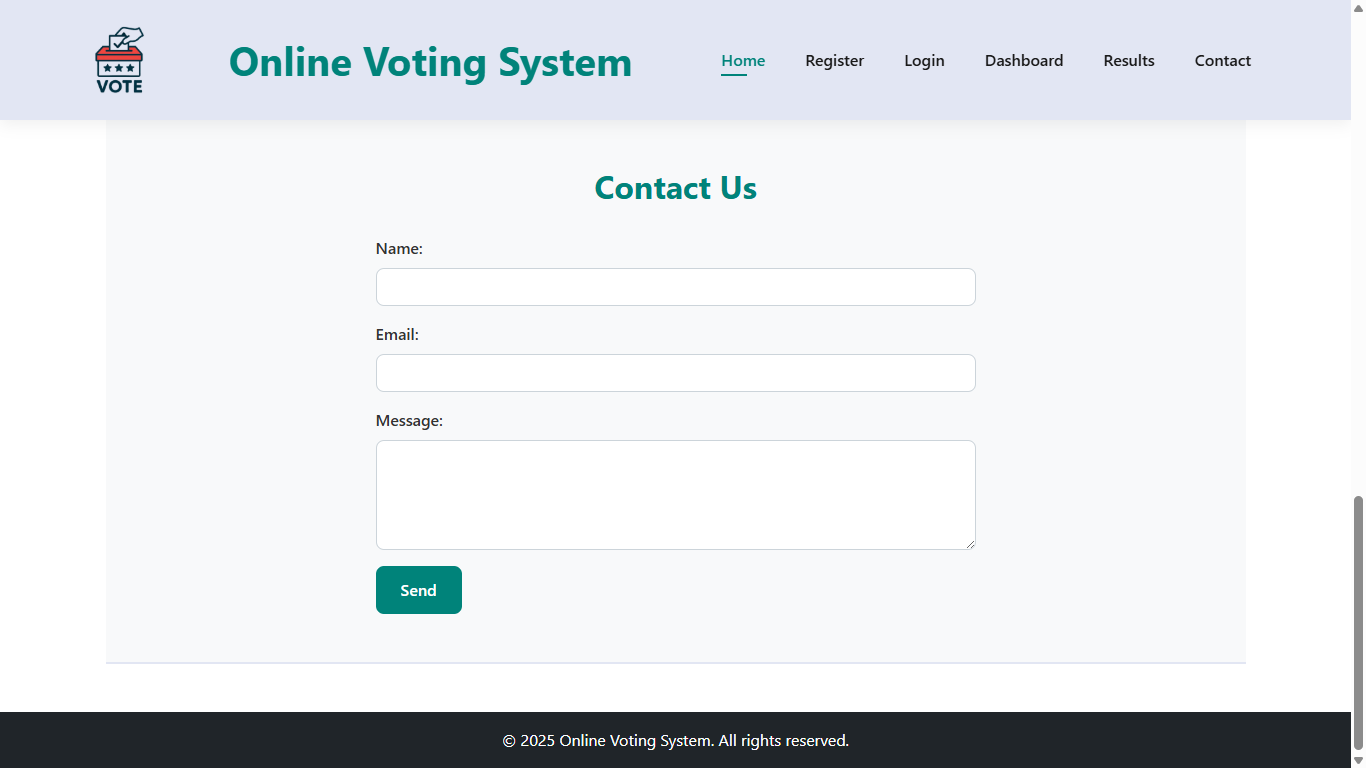 VOTE
Online Voting System
Home Register Login Dashboard Results Contact
Contact Us
Name:
Email:
Message:
Send
© 2025 Online Voting System. All rights reserved.